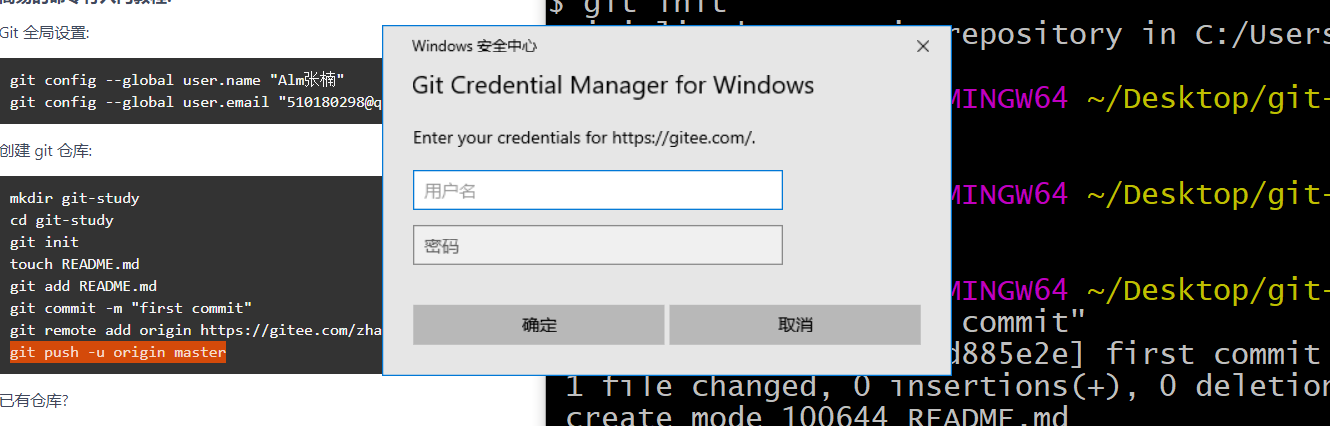 Git 全局设置:
git config --global user.name "Alm张楠"
git config --global user.email "510180298@q
创建 git 仓库:
mkdir git-study
cd git-study
git init
touch README.md
git add README.md
git commit -m "first commit"
git remote add origin https://gitee.com/zha
git push -u origin master
已有仓库?
Windows 安全中心
Git Credential Manager for Windows
Enter your credentials for https://gitee.com/.
用户名
密码
确定
取消
$ git init
repository in C:/Users
MINGW64 ~/Desktop/git-
MINGW64 ~/Desktop/git-
MINGW64 ~/Desktop/git-
commit"
d885e2e] first commit
1 file changed, 0 insertions(+), 0 deletion
create mode 100644 README.md